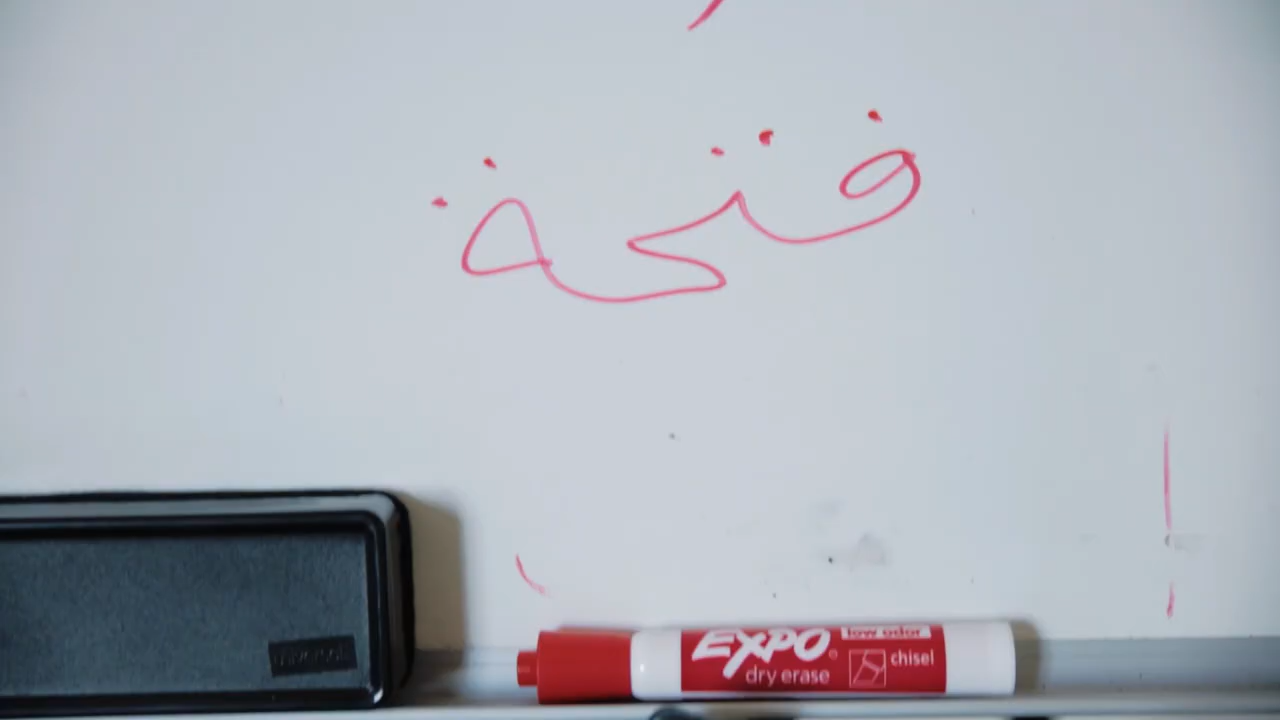 فتحة
EXPO
low odor
dry erase
chisel